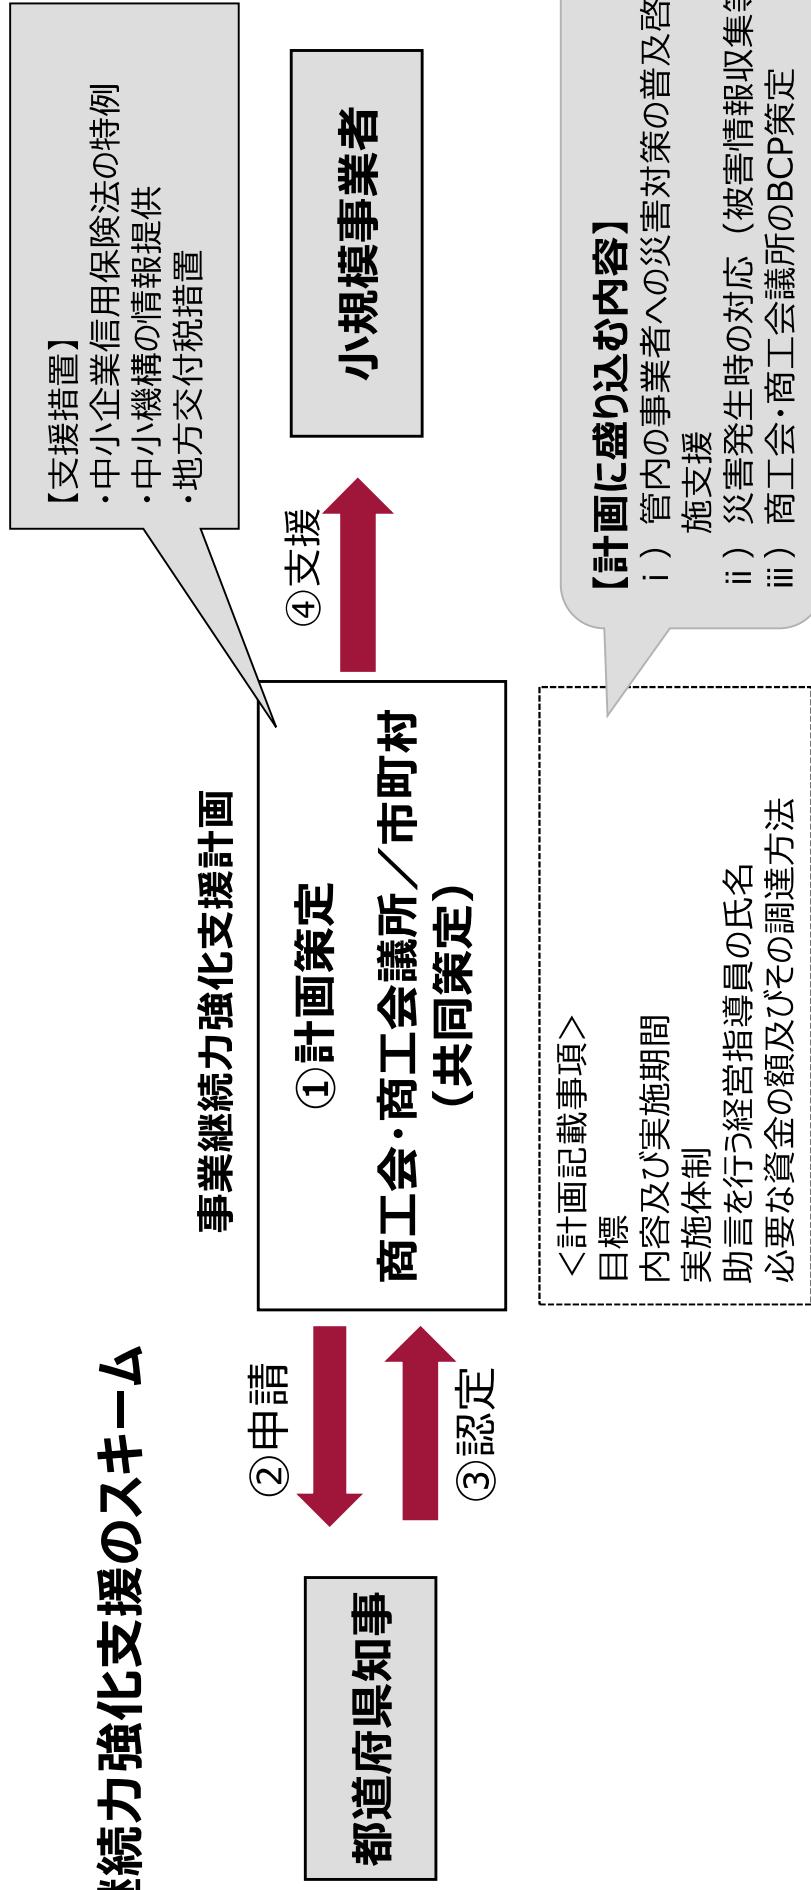 続力強化支援のスキーム
事業継続力強化支援計画
都道府県知事
②申請
③認定
①計画策定
商工会・商工会議所／市町村
（共同策定）
④支援
小規模事業者
【支援措置】
・中小企業信用保険法の特例
・中小機構の情報提供
・地方交付税措置
＜計画記載事項＞
目標
内容及び実施期間
実施体制
助言を行う経営指導員の氏名
必要な資金の額及びその調達方法
【計画に盛り込む内容】
ⅰ）管内の事業者への災害対策の普及啓
施支援
ⅱ）災害発生時の対応（被害情報収集等
ⅲ）商工会・商工会議所のBCP策定